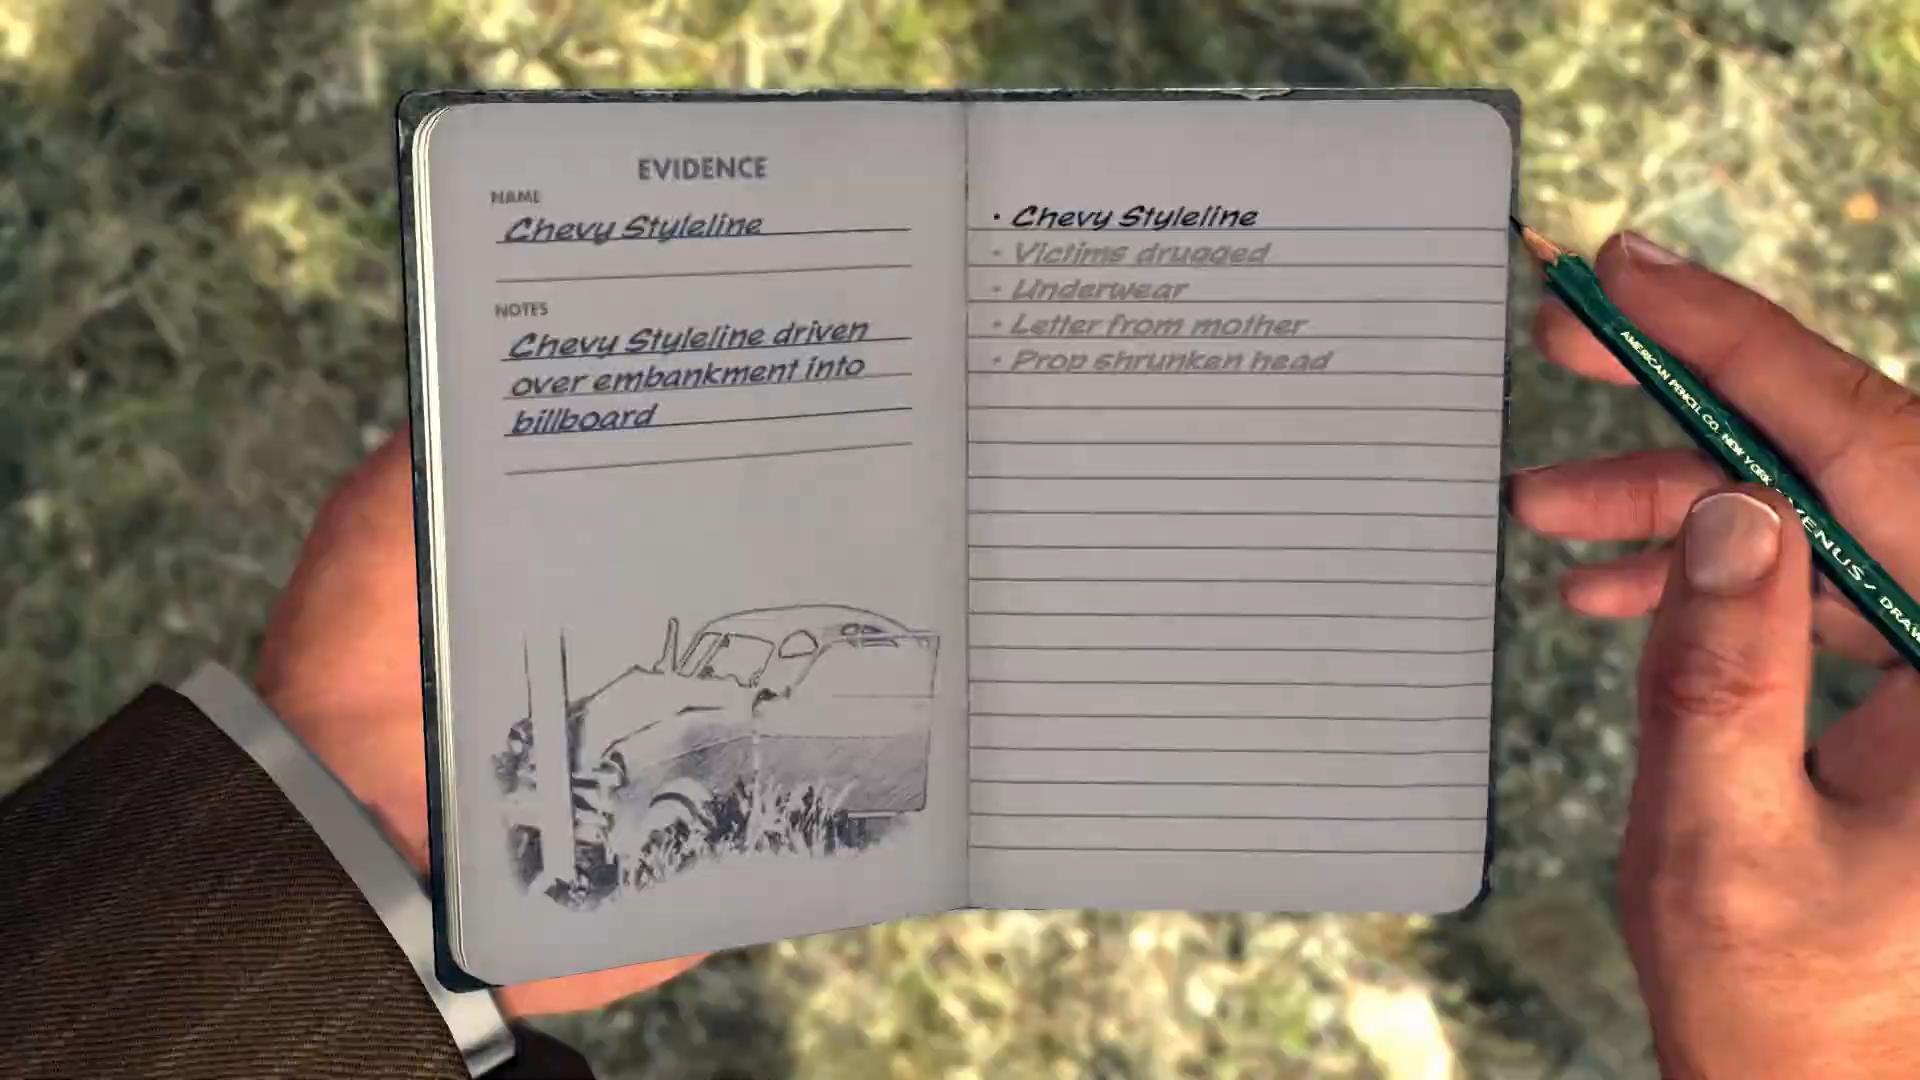 EVIDENCE
NAME
Chevy Styleline
NOTES
Chevy Styleline driven
over embankment into
billboard
• Chevy Styleline
• Victims drugged
• Underwear
• Letter from mother
• Prop shrunken head
AMERICAN PENCIL CO. NEW YORK VENUS DRAW